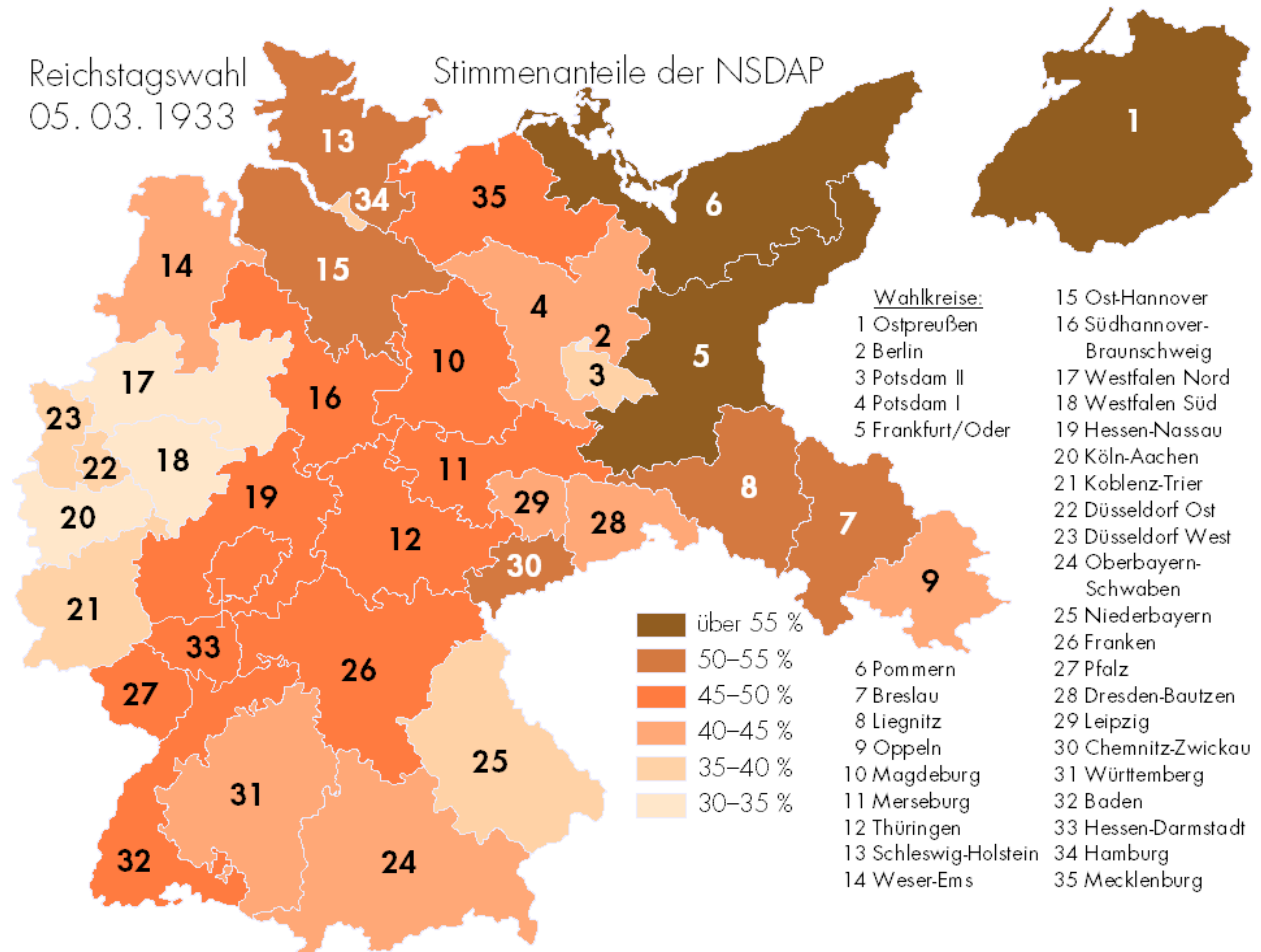 Reichstagswahl
05. 03. 1933
Stimmenanteile der NSDAP
1
13
34
35
6
14
15
4
2
5
10
3
17
16
23
18
22
11
8
19
29
20
28
7
12
30
9
21
33
26
27
25
31
32
24
über 55 %
50–55 %
45–50 %
40–45 %
35–40 %
30–35 %
Wahlkreise:
1 Ostpreußen
2 Berlin
3 Potsdam II
4 Potsdam I
5 Frankfurt/Oder
6 Pommern
7 Breslau
8 Liegnitz
9 Oppeln
10 Magdeburg
11 Merseburg
12 Thüringen
13 Schleswig-Holstein
14 Weser-Ems
15 Ost-Hannover
16 Südhannover-
Braunschweig
17 Westfalen Nord
18 Westfalen Süd
19 Hessen-Nassau
20 Köln-Aachen
21 Koblenz-Trier
22 Düsseldorf Ost
23 Düsseldorf West
24 Oberbayern-
Schwaben
25 Niederbayern
26 Franken
27 Pfalz
28 Dresden-Bautzen
29 Leipzig
30 Chemnitz-Zwickau
31 Württemberg
32 Baden
33 Hessen-Darmstadt
34 Hamburg
35 Mecklenburg